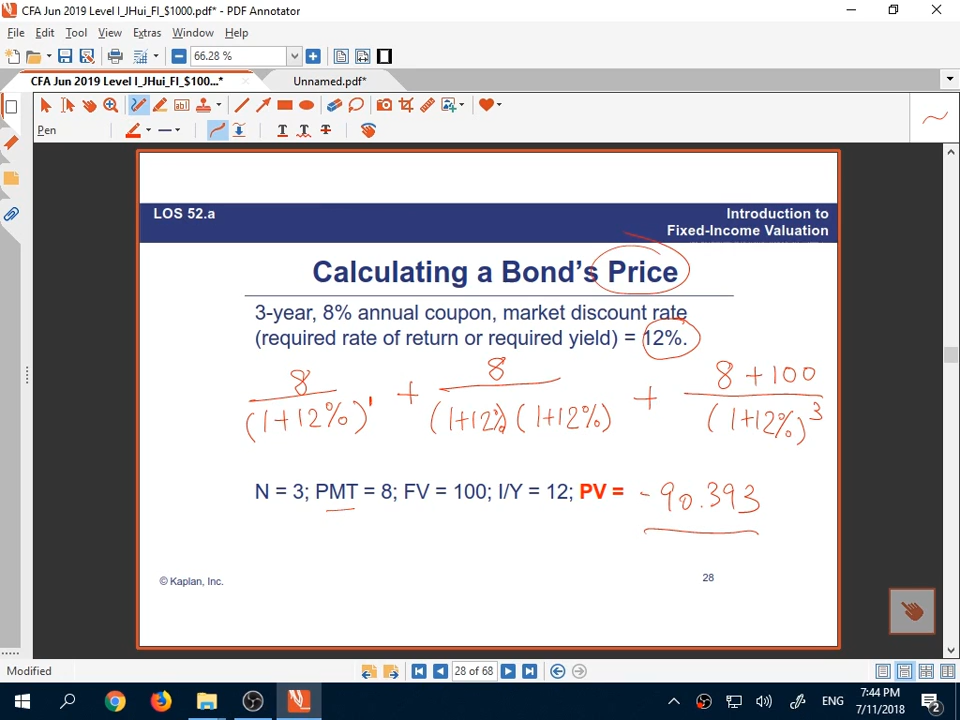 CFA Jun 2019 Level I_JHui_FI_$1000.pdf* - PDF Annotator
File Edit Tool View Extras Window Help
66.28 %
CFA Jun 2019 Level I_JHui_FI_$100...* Unnamed.pdf*
Pen
LOS 52.a
Introduction to
Fixed-Income Valuation
Calculating a Bond's Price
3-year, 8% annual coupon, market discount rate
(required rate of return or required yield) = 12%.
8 / (1+12%)^1 + 8 / (1+12%)(1+12%) + 8+100 / (1+12%)^3
N = 3; PMT = 8; FV = 100; I/Y = 12; PV = -90.393
© Kaplan, Inc.
28
Modified
28 of 68
ENG
7:44 PM
7/11/2018
2